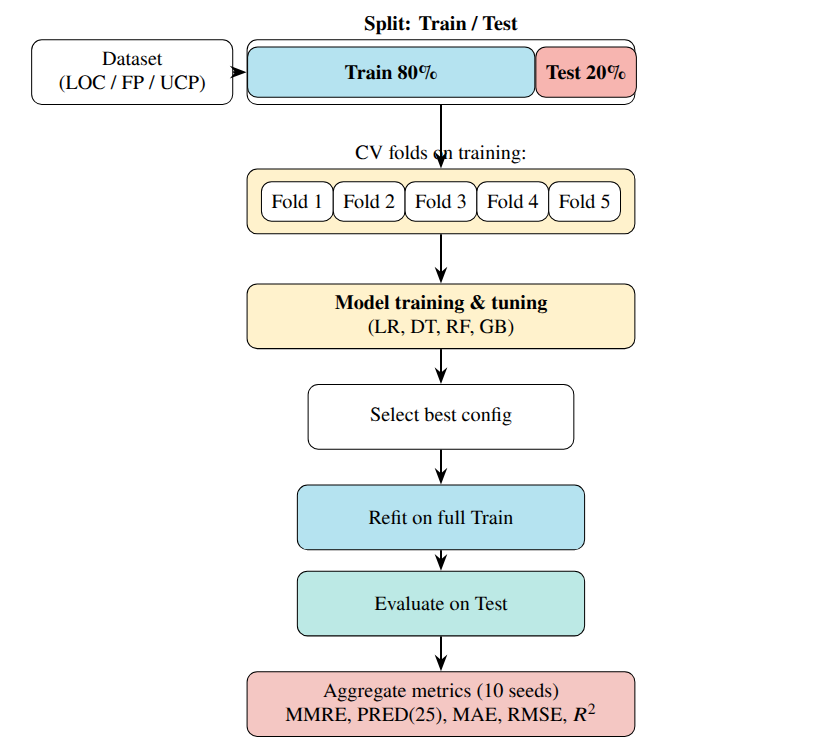 Split: Train / Test
Dataset
(LOC / FP / UCP)
Train 80%
Test 20%
CV folds on training:
Fold 1
Fold 2
Fold 3
Fold 4
Fold 5
Model training & tuning
(LR, DT, RF, GB)
Select best config
Refit on full Train
Evaluate on Test
Aggregate metrics (10 seeds)
MMRE, PRED(25), MAE, RMSE, R²